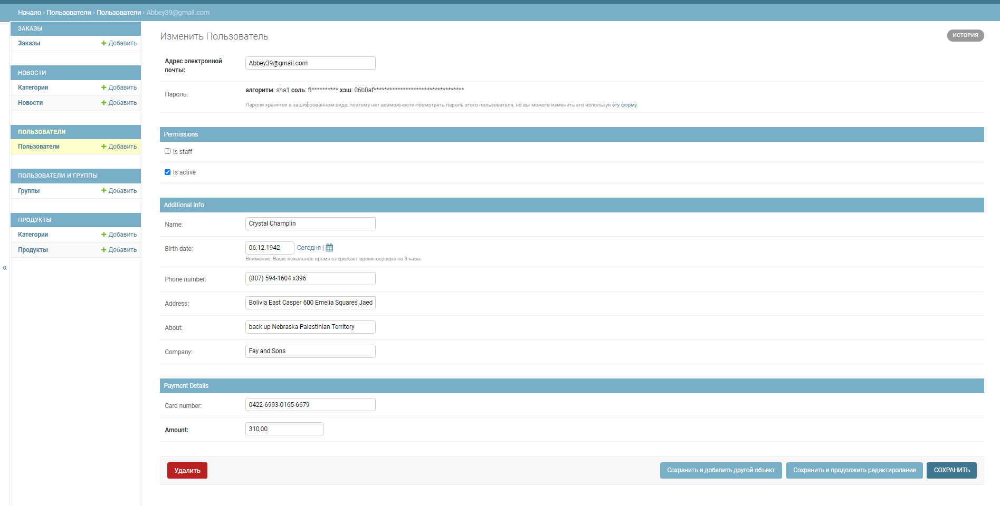 Начало › Пользователи › Пользователи › Abbey39@gmail.com
ЗАКАЗЫ
Заказы + Добавить
НОВОСТИ
Категории + Добавить
Новости + Добавить
ПОЛЬЗОВАТЕЛИ
Пользователи + Добавить
ПОЛЬЗОВАТЕЛИ И ГРУППЫ
Группы + Добавить
ПРОДУКТЫ
Категории + Добавить
Продукты + Добавить
«
Изменить Пользователь
ИСТОРИЯ
Адрес электронной
почты:
Abbey39@gmail.com
Пароль:
алгоритм: sha1 соль: fl********** хэш: 06b0af**********************************
Пароли хранятся в зашифрованном виде, поэтому нет возможности посмотреть пароль этого пользователя, но вы можете изменить его используя эту форму.
Permissions
Is staff
Is active
Additional Info
Name: Crystal Champlin
Birth date: 06.12.1942 Сегодня |
Внимание: Ваше локальное время опережает время сервера на 3 часа.
Phone number: (807) 594-1604 x396
Address: Bolivia East Casper 600 Emelia Squares Jaed
About: back up Nebraska Palestinian Territory
Company: Fay and Sons
Payment Details
Card number: 0422-6993-0165-6679
Amount: 310,00
Удалить
Сохранить и добавить другой объект
Сохранить и продолжить редактирование
СОХРАНИТЬ